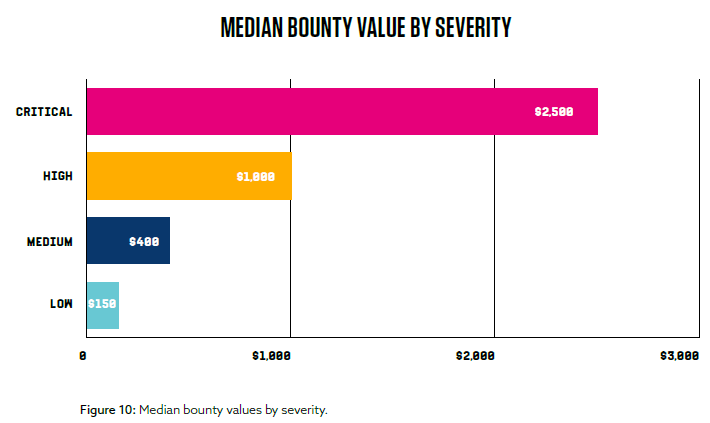 MEDIAN BOUNTY VALUE BY SEVERITY
CRITICAL
$2,500
HIGH
$1,000
MEDIUM
$400
LOW
$150
0 $1,000 $2,000 $3,000
Figure 10: Median bounty values by severity.